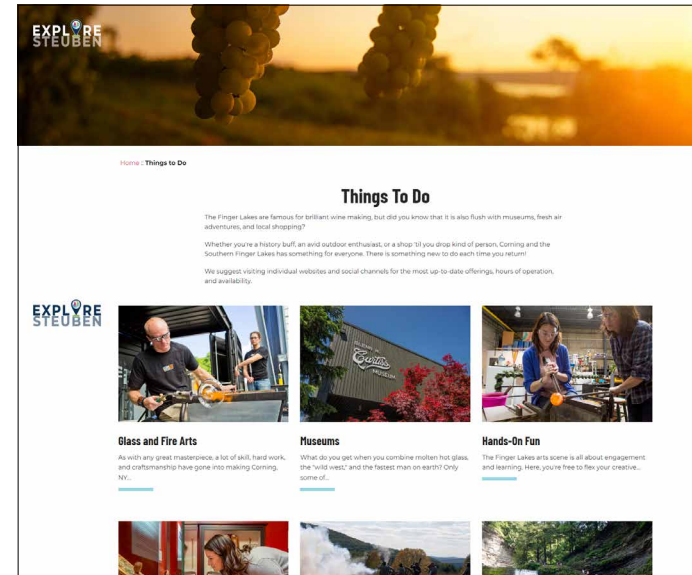 EXPLORE
STEUBEN
Home : Things to Do
Things To Do
The Finger Lakes are famous for brilliant wine making, but did you know that it is also flush with museums, fresh air
adventures, and local shopping?
Whether you're a history buff, an avid outdoor enthusiast, or a shop 'til you drop kind of person, Corning and the
Southern Finger Lakes has something for everyone. There is something new to do each time you return!
We suggest visiting individual websites and social channels for the most up-to-date offerings, hours of operation,
and availability.
EXPLORE
STEUBEN
GLENN H.
Curtiss
MUSEUM
Glass and Fire Arts
As with any great masterpiece, a lot of skill, hard work,
and craftsmanship have gone into making Corning,
NY...
Museums
What do you get when you combine molten hot glass,
the "wild west," and the fastest man on earth? Only
some of...
Hands-On Fun
The Finger Lakes arts scene is all about engagement
and learning. Here, you're free to flex your creative...